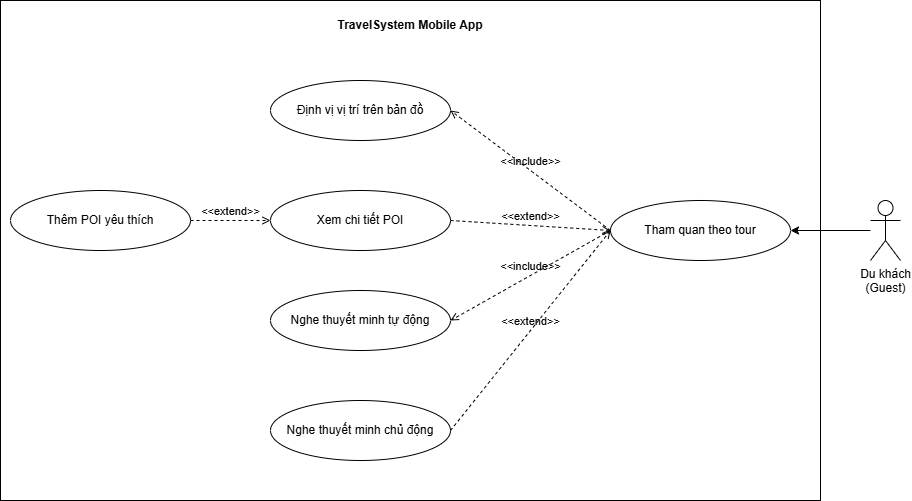 TravelSystem Mobile App
Định vị vị trí trên bản đồ
<<include>>
Thêm POI yêu thích
<<extend>>
Xem chi tiết POI
<<extend>>
Tham quan theo tour
Du khách
(Guest)
<<include>>
Nghe thuyết minh tự động
<<extend>>
Nghe thuyết minh chủ động